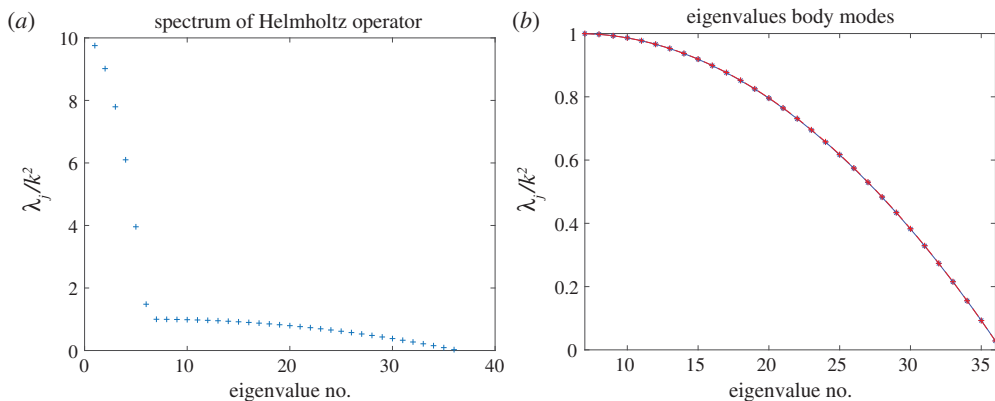 (a)
spectrum of Helmholtz operator
10
8
6
4
2
0
λj/k²
0 10 20 30 40
eigenvalue no.
(b)
eigenvalues body modes
1
0.8
0.6
0.4
0.2
0
λj/k²
10 15 20 25 30 35
eigenvalue no.